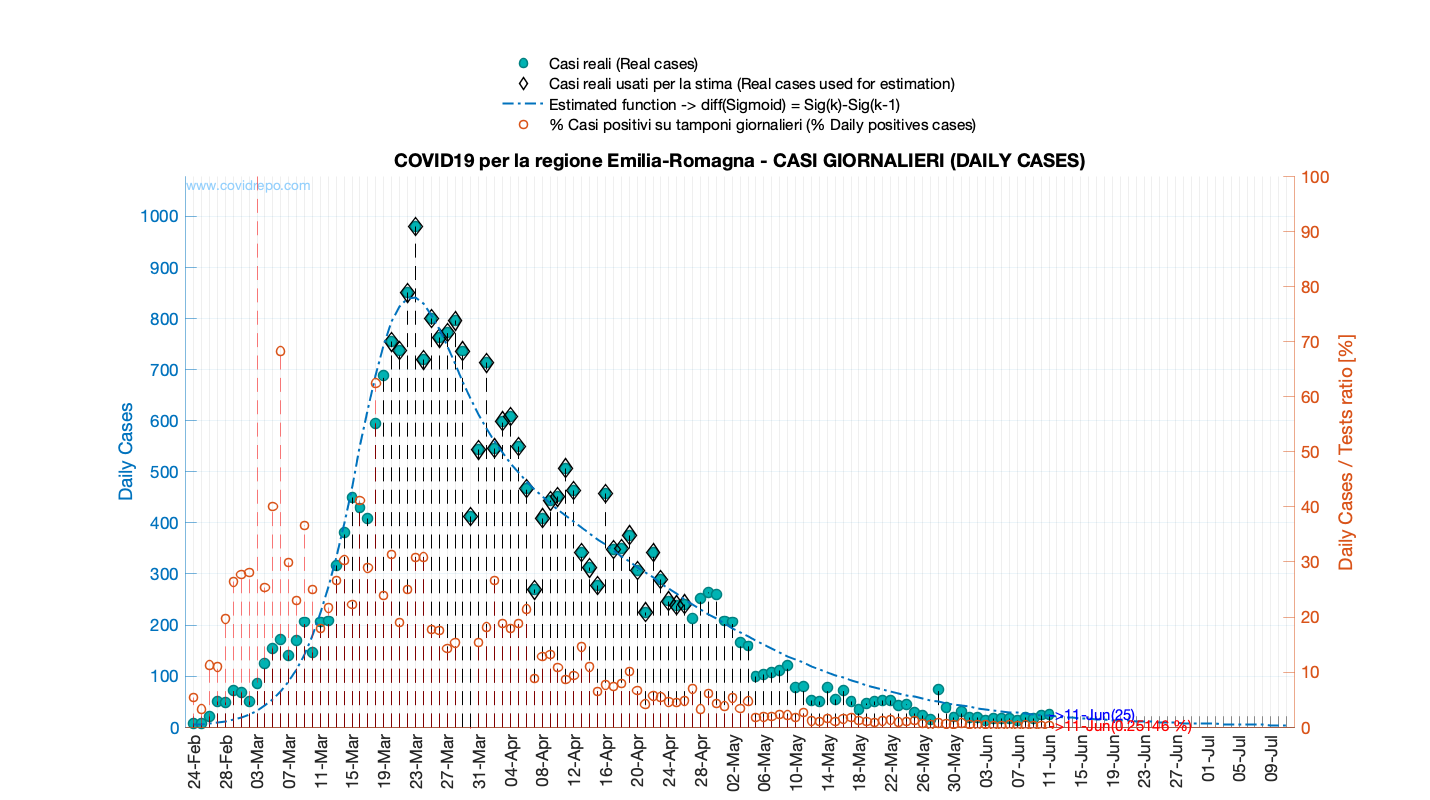 Casi reali (Real cases)
Casi reali usati per la stima (Real cases used for estimation)
Estimated function -> diff(Sigmoid) = Sig(k)-Sig(k-1)
% Casi positivi su tamponi giornalieri (% Daily positives cases)
COVID19 per la regione Emilia-Romagna - CASI GIORNALIERI (DAILY CASES)
www.covidrepo.com
Daily Cases
1000
900
800
700
600
500
400
300
200
100
0
100
90
80
70
60
50
40
30
20
10
0
Daily Cases / Tests ratio [%]
->11-Jun(25)
->11-Jun(0.25146 %)
24-Feb
28-Feb
03-Mar
07-Mar
11-Mar
15-Mar
19-Mar
23-Mar
27-Mar
31-Mar
04-Apr
08-Apr
12-Apr
16-Apr
20-Apr
24-Apr
28-Apr
02-May
06-May
10-May
14-May
18-May
22-May
26-May
30-May
03-Jun
07-Jun
11-Jun
15-Jun
19-Jun
23-Jun
27-Jun
01-Jul
05-Jul
09-Jul